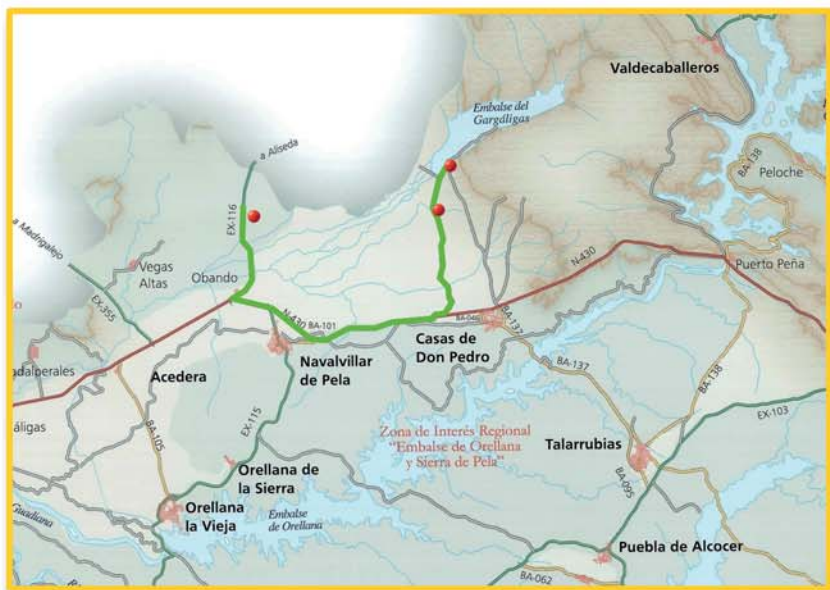 Valdecaballeros
Embalse del
Gargáligas
a Aliseda
BA-138
Peloche
EX-116
a Madrigalejo
Vegas
Altas
Obando
N-430
Puerto Peña
EX-355
N-430
BA-101
BA-046
BA-137
Casas de
Don Pedro
Navalvillar
de Pela
Acedera
BA-137
BA-138
EX-103
BA-105
EX-115
Zona de Interés Regional
"Embalse de Orellana
y Sierra de Pela"
Talarrubias
BA-095
Orellana de
la Sierra
Orellana
la Vieja
Embalse
de Orellana
Guadiana
Puebla de Alcocer
BA-062